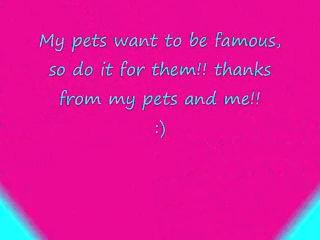 My pets want to be famous,
so do it for them!! thanks
from my pets and me!!
:)